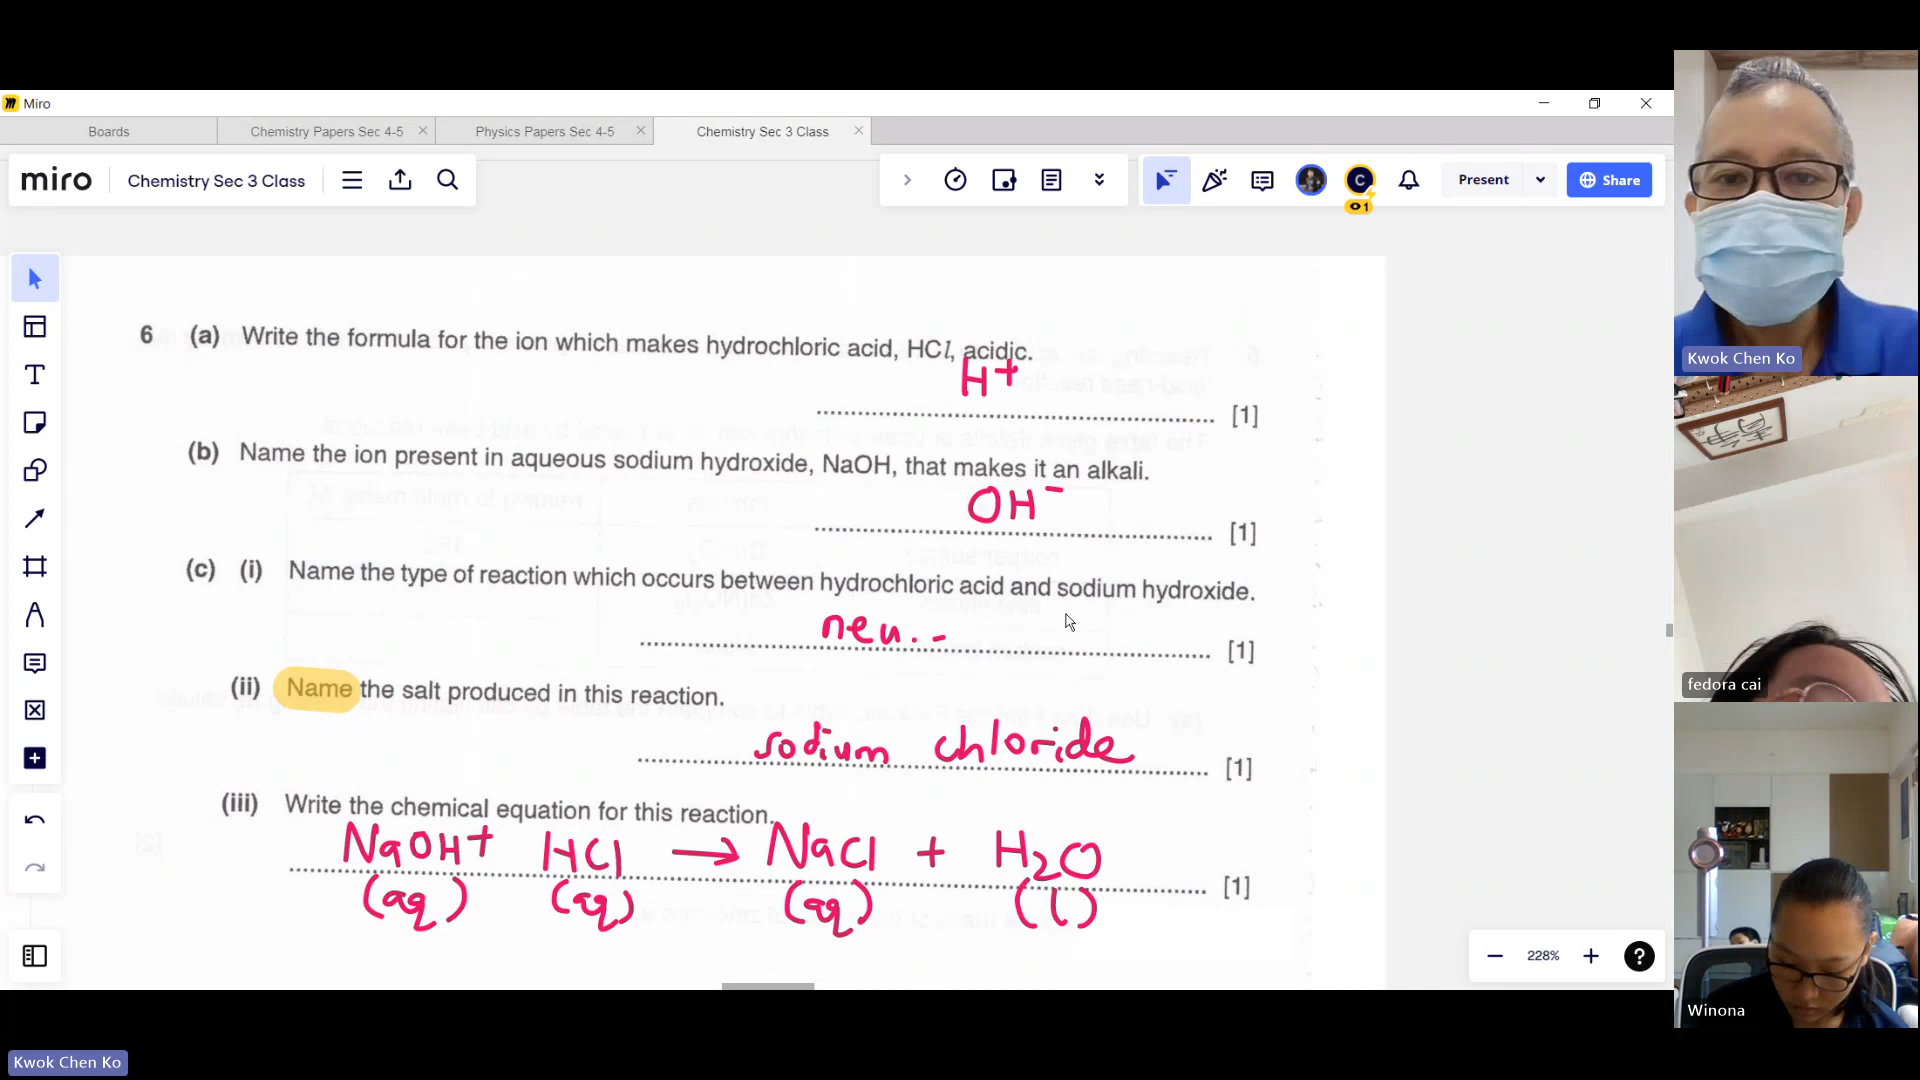 Miro
Boards
Chemistry Papers Sec 4-5
Physics Papers Sec 4-5
Chemistry Sec 3 Class
miro
Chemistry Sec 3 Class
C
1
Present
Share
6 (a) Write the formula for the ion which makes hydrochloric acid, HCl, acidic.
H+
[1]
(b) Name the ion present in aqueous sodium hydroxide, NaOH, that makes it an alkali.
OH-
[1]
(c) (i) Name the type of reaction which occurs between hydrochloric acid and sodium hydroxide.
neu. -
[1]
(ii) Name the salt produced in this reaction.
sodium chloride
[1]
(iii) Write the chemical equation for this reaction.
NaOH + HCl → NaCl + H2O
[1]
(aq) (aq) (aq) (l)
228%
?
Kwok Chen Ko
fedora cai
Winona
Kwok Chen Ko